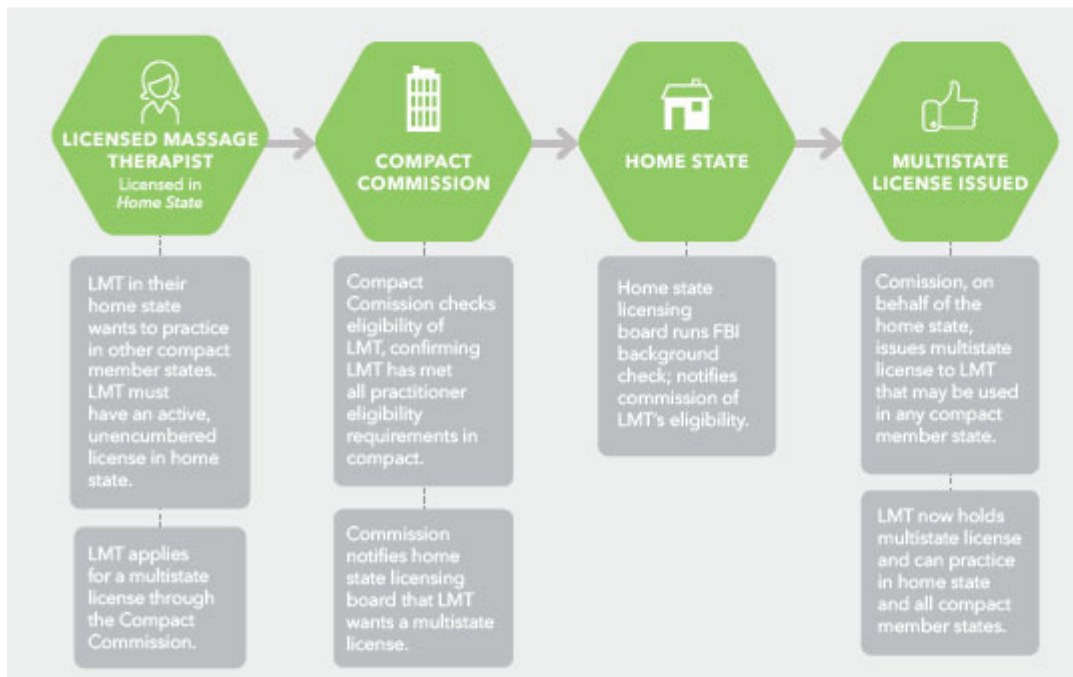 LICENSED MASSAGE
THERAPIST
Licensed in
Home State
COMPACT
COMMISSION
HOME STATE
MULTISTATE
LICENSE ISSUED
LMT in their
home state
wants to practice
in other compact
member states.
LMT must
have an active,
unencumbered
license in home
state.
LMT applies
for a multistate
license through
the Compact
Commission.
Compact
Comission checks
eligibility of
LMT, confirming
LMT has met
all practitioner
eligibility
requirements in
compact.
Commission
notifies home
state licensing
board that LMT
wants a multistate
license.
Home state
licensing
board runs FBI
background
check; notifies
commission of
LMT's eligibility.
Comission, on
behalf of the
home state,
issues multistate
license to LMT
that may be used
in any compact
member state.
LMT now holds
multistate license
and can practice
in home state
and all compact
member states.